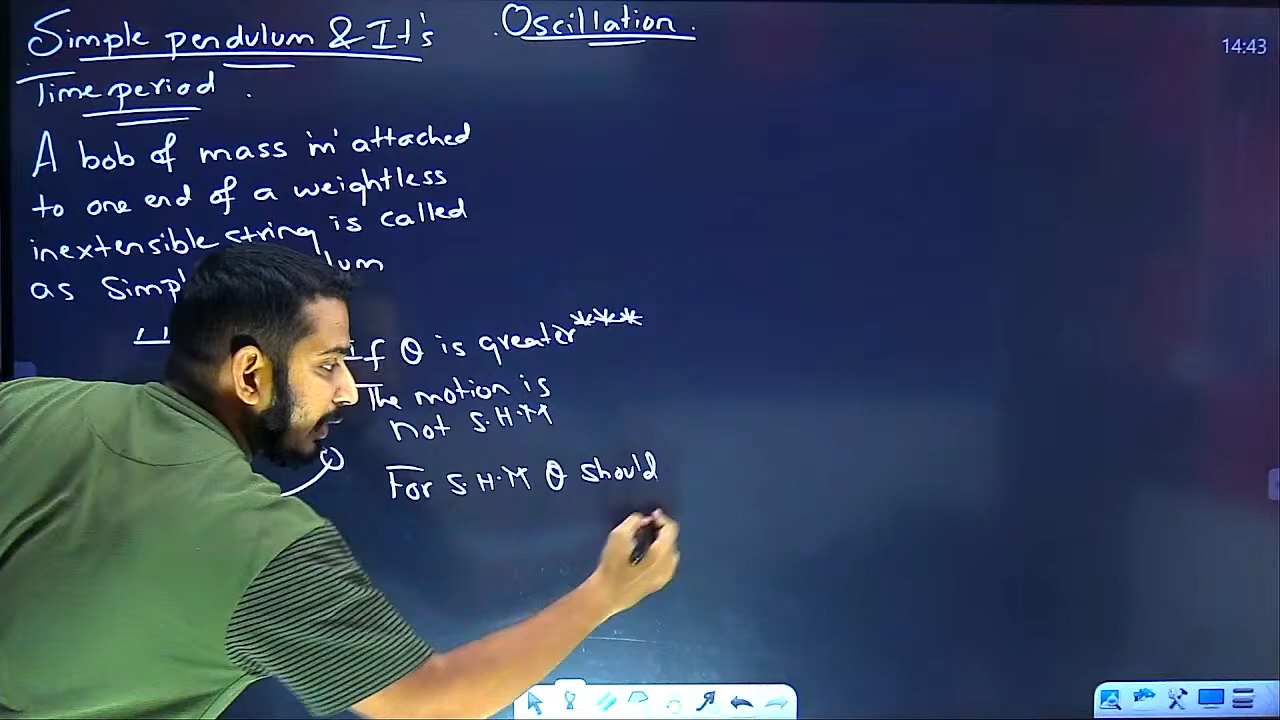 Simple pendulum & It's
Time period .
Oscillation
14:43
A bob of mass 'm' attached
to one end of a weightless
inextensible string is called
as
If θ is greater***
The motion is
not S.H.M
For S.H.M θ should